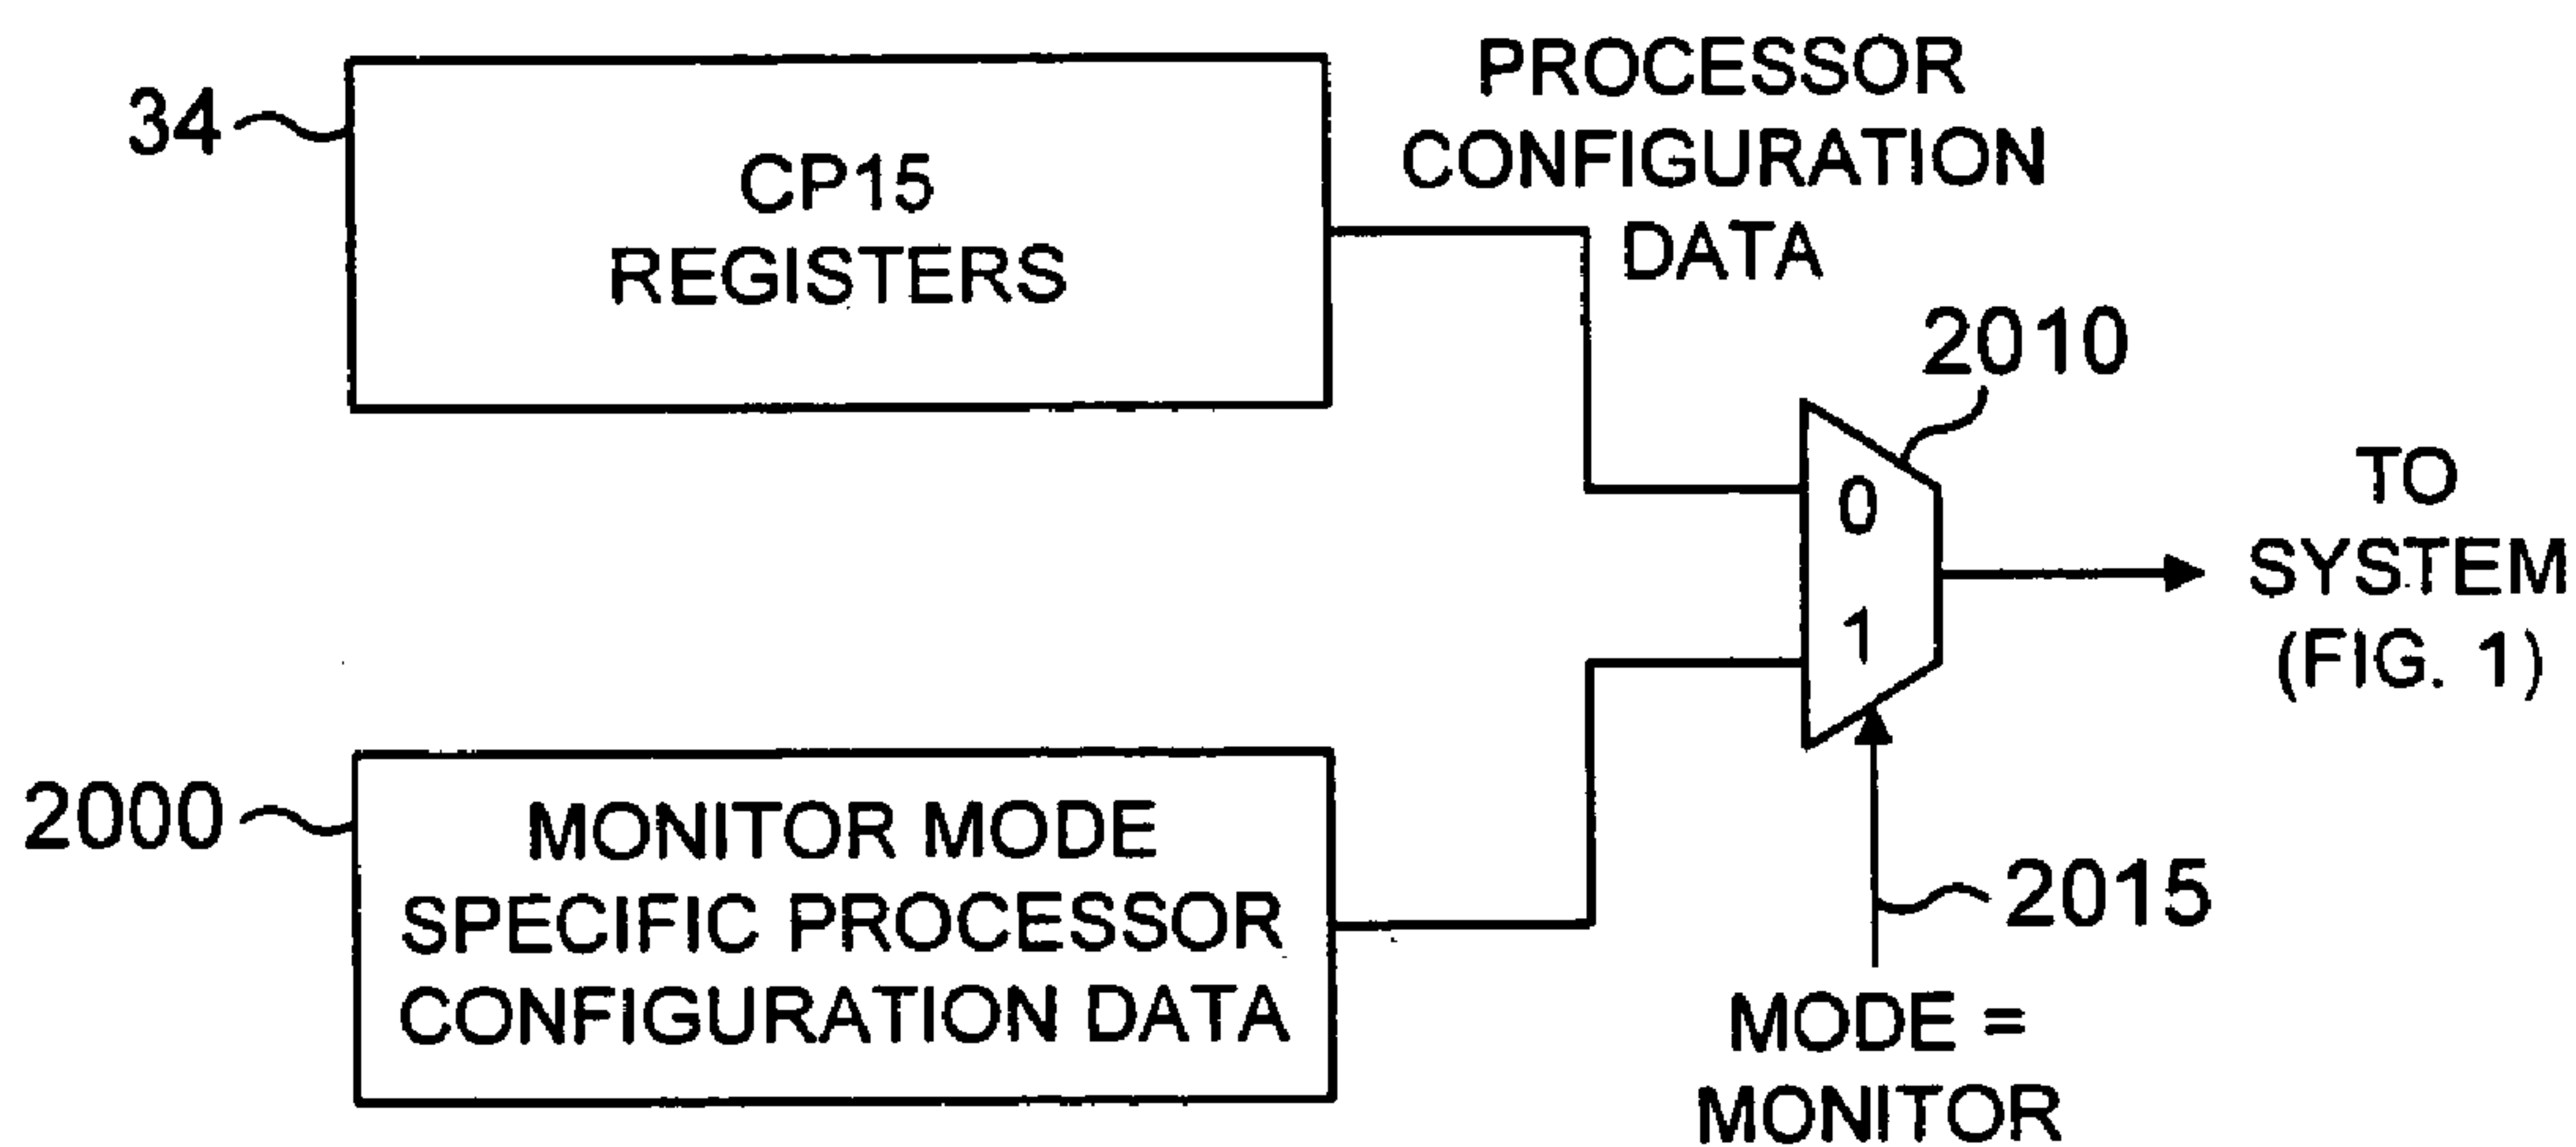 34
CP15
REGISTERS
PROCESSOR
CONFIGURATION
DATA
2010
0
1
TO
SYSTEM
(FIG. 1)
2000
MONITOR MODE
SPECIFIC PROCESSOR
CONFIGURATION DATA
2015
MODE =
MONITOR